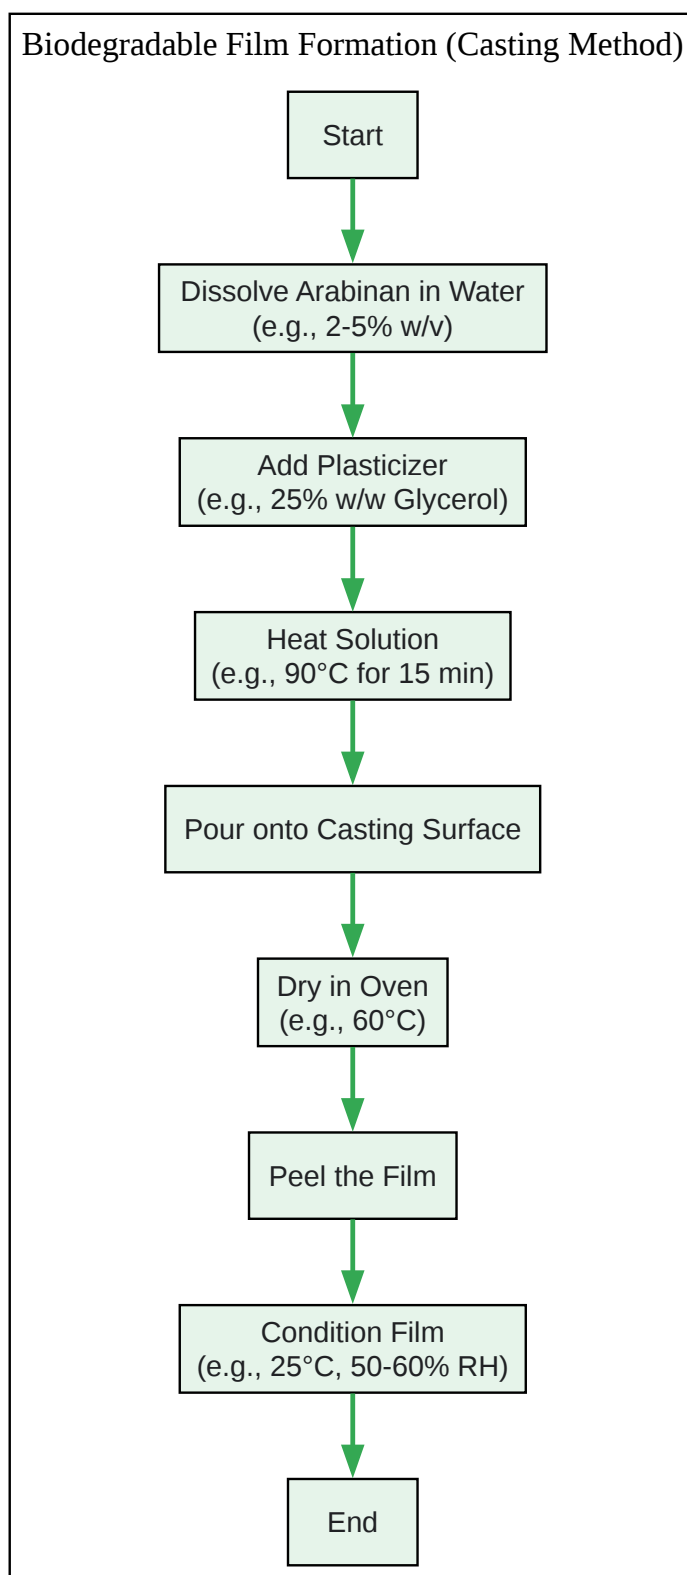 Biodegradable Film Formation (Casting Method)
Start
Dissolve Arabinan in Water
(e.g., 2-5% w/v)
Add Plasticizer
(e.g., 25% w/w Glycerol)
Heat Solution
(e.g., 90°C for 15 min)
Pour onto Casting Surface
Dry in Oven
(e.g., 60°C)
Peel the Film
Condition Film
(e.g., 25°C, 50-60% RH)
End